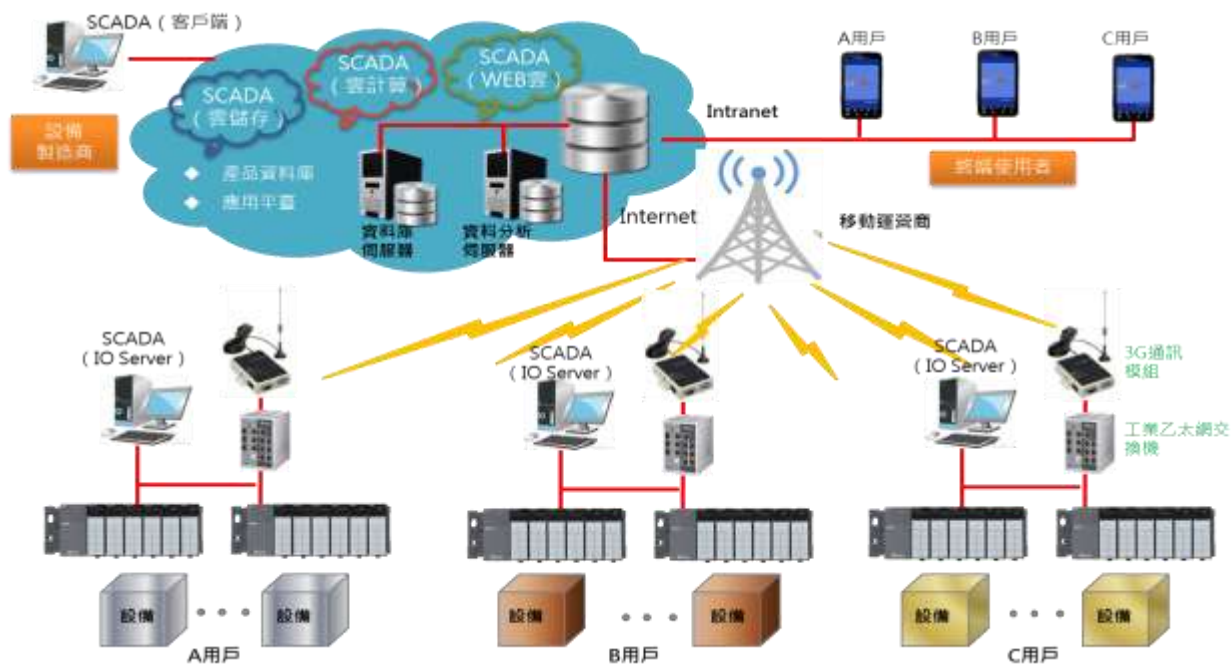 SCADA（客戶端）
設備
製造商
SCADA
（雲儲存）
SCADA
（雲計算）
SCADA
（WEB雲）
◆ 產品資料庫
◆ 應用平臺
資料庫
伺服器
資料分析
伺服器
Intranet
Internet
A用戶
B用戶
C用戶
終端使用者
移動運營商
SCADA
（IO Server）
SCADA
（IO Server）
SCADA
（IO Server）
3G通訊
模組
工業乙太網交
換機
設備
設備
設備
設備
設備
設備
A用戶
B用戶
C用戶